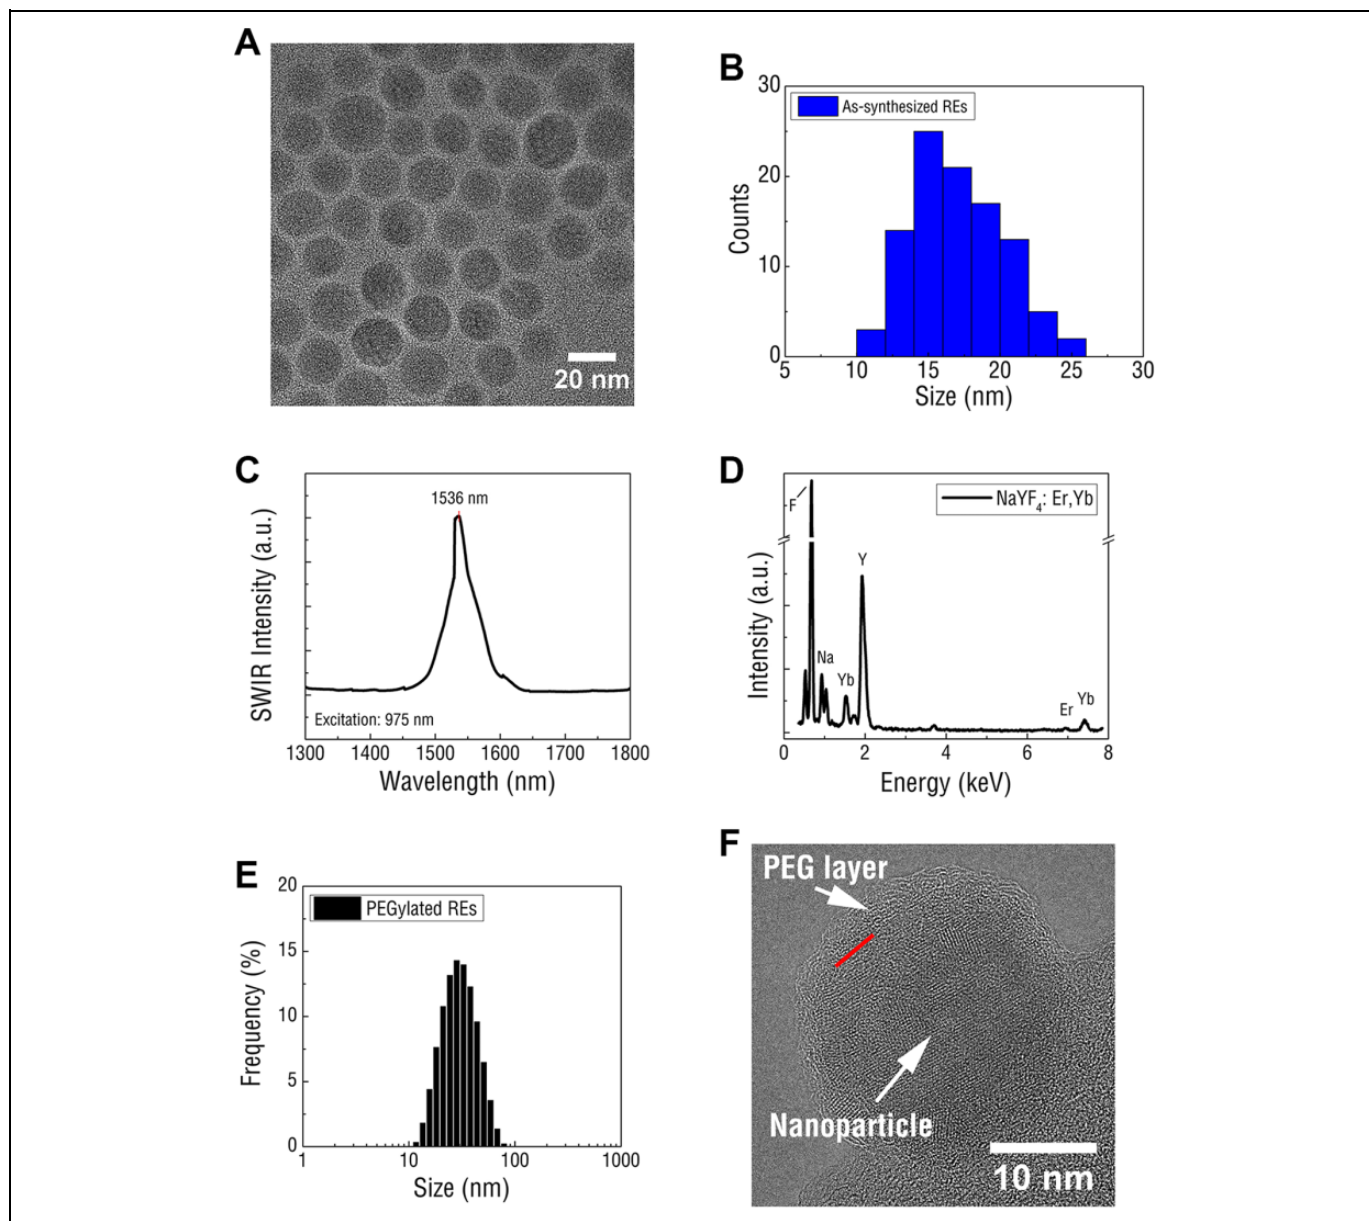 A
20 nm
B
As-synthesized REs
30
20
10
0
Counts
5 10 15 20 25 30
Size (nm)
C
1536 nm
SWIR Intensity (a.u.)
Excitation: 975 nm
1300 1400 1500 1600 1700 1800
Wavelength (nm)
D
NaYF₄: Er,Yb
F
Y
Na
Yb
Er
Yb
Intensity (a.u.)
0 2 4 6 8
Energy (keV)
E
PEGylated REs
20
15
10
5
0
Frequency (%)
1 10 100 1000
Size (nm)
F
PEG layer
Nanoparticle
10 nm